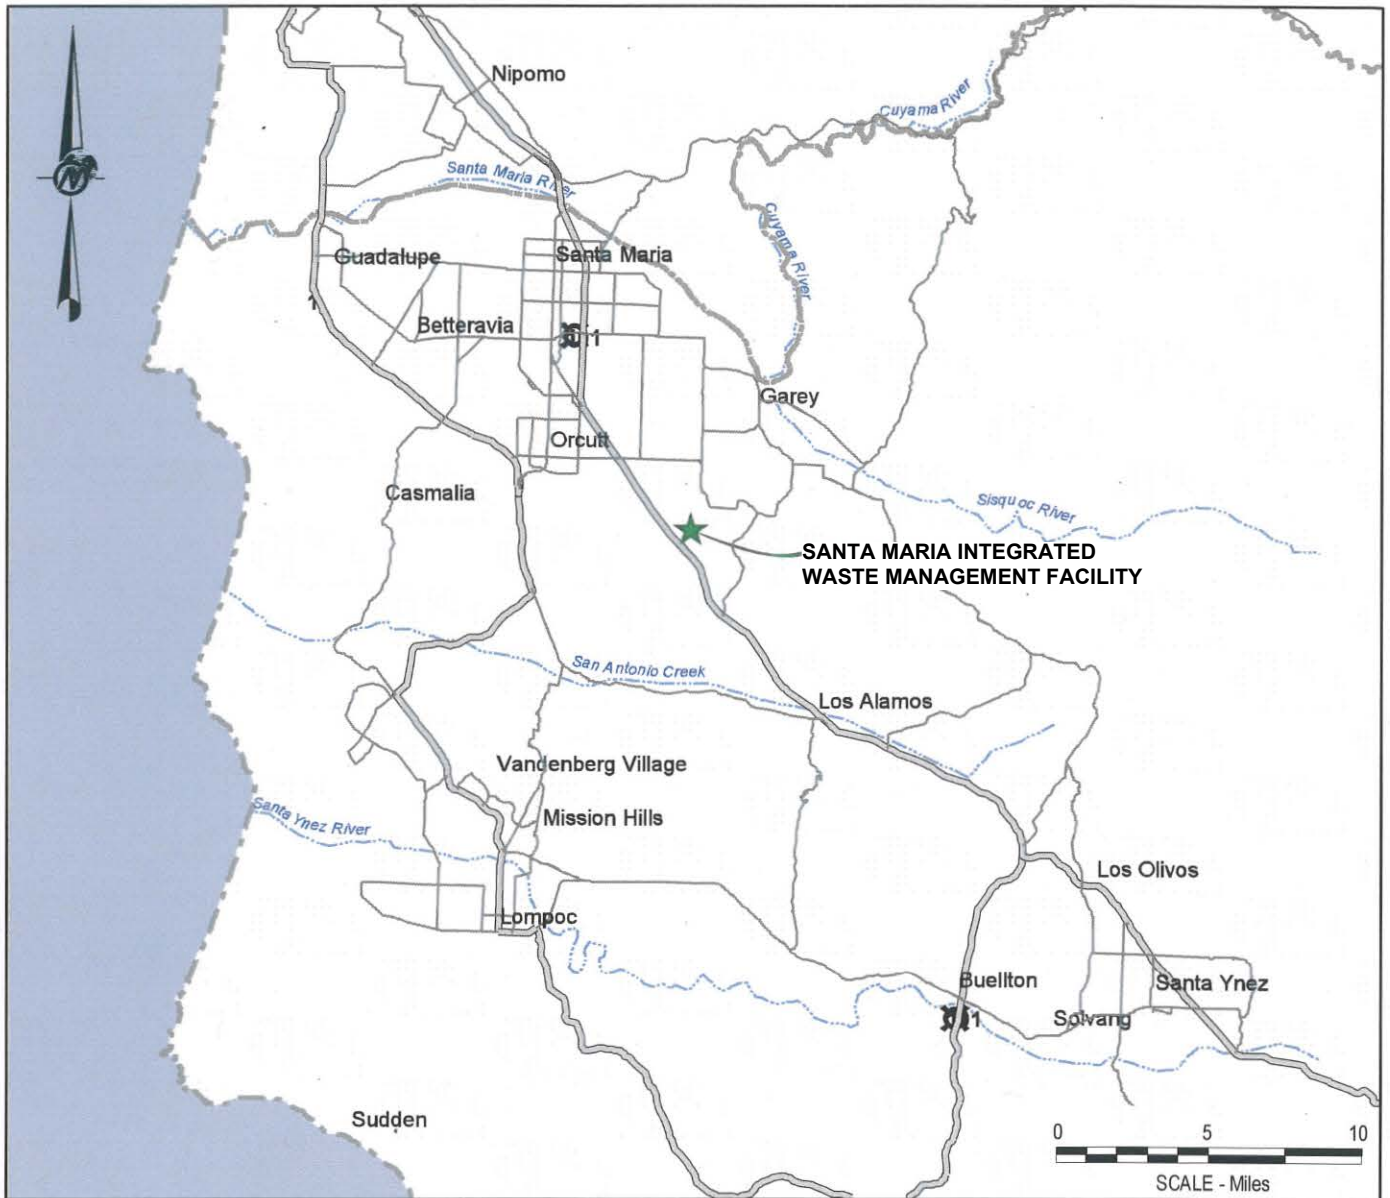 Nipomo
Cuyama River
Santa Maria River
Cuyama River
Guadalupe
Santa Maria
1
Betteravia
Garey
Orcutt
Casmalia
Sisquoc River
SANTA MARIA INTEGRATED
WASTE MANAGEMENT FACILITY
San Antonio Creek
Los Alamos
Vandenberg Village
Santa Ynez River
Mission Hills
Los Olivos
Lompoc
Buellton
Santa Ynez
Solvang
Sudden
0 5 10
SCALE - Miles